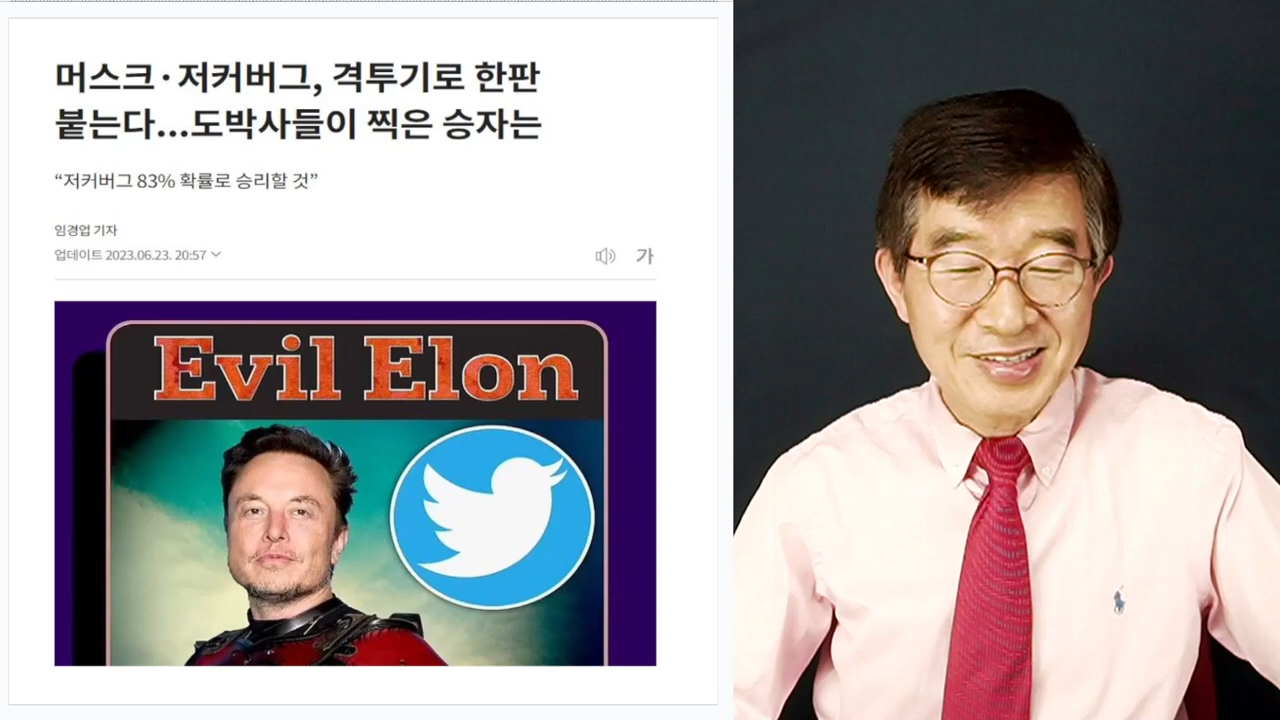 머스크·저커버그, 격투기로 한판
붙는다...도박사들이 찍은 승자는
“저커버그 83% 확률로 승리할 것”
임경업 기자
업데이트 2023.06.23. 20:57
가
Evil Elon